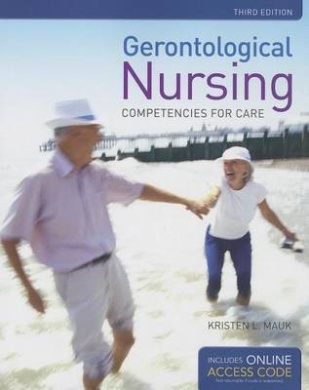 THIRD EDITION
Gerontological
Nursing
COMPETENCIES FOR CARE
KRISTEN L. MAUK
INCLUDES ONLINE
ACCESS CODE